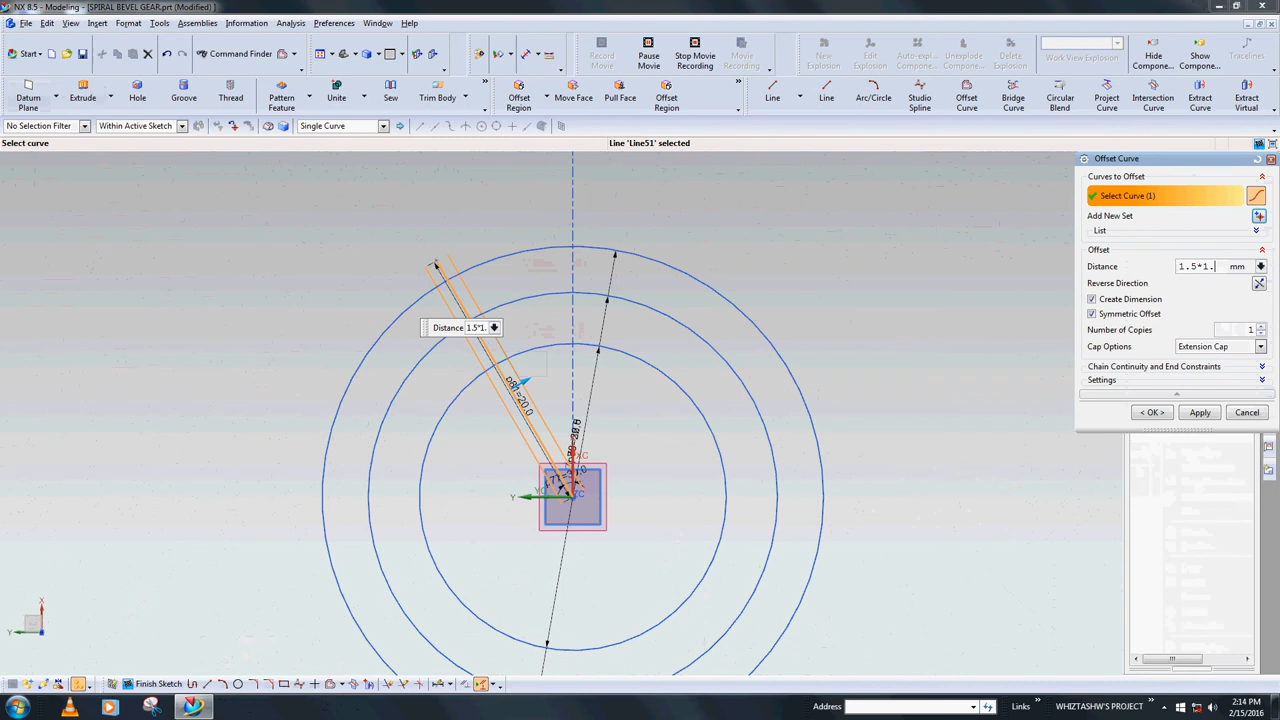 NX 8.5 - Modeling - [SPIRAL BEVEL GEAR.prt (Modified) ]
File Edit View Insert Format Tools Assemblies Information Analysis Preferences Window Help
Start Command Finder
Record Movie Pause Movie Stop Movie Recording Movie Recording New Explosion Edit Explosion Auto-expl... Compone... Unexplode Component Delete Explosion Work View Explosion Hide Compone... Show Compone... Tracelines
Datum Plane Extrude Hole Groove Thread Pattern Feature Unite Sew Trim Body Offset Region Move Face Pull Face Offset Region Line Line Arc/Circle Studio Spline Offset Curve Bridge Curve Circular Blend Project Curve Intersection Curve Extract Curve Extract Virtual
No Selection Filter Within Active Sketch Single Curve
Select curve Line 'Line51' selected
Offset Curve
Curves to Offset
Select Curve (1)
Add New Set
List
Offset
Distance 1.5*1. mm
Reverse Direction
Create Dimension
Symmetric Offset
Number of Copies 1
Cap Options Extension Cap
Chain Continuity and End Constraints
Settings
< OK > Apply Cancel
Distance 1.5*1.
p81=20.0
XC
Y
X
Y
Finish Sketch
Address Links WHIZTASHW'S PROJECT 2:14 PM
2/15/2016